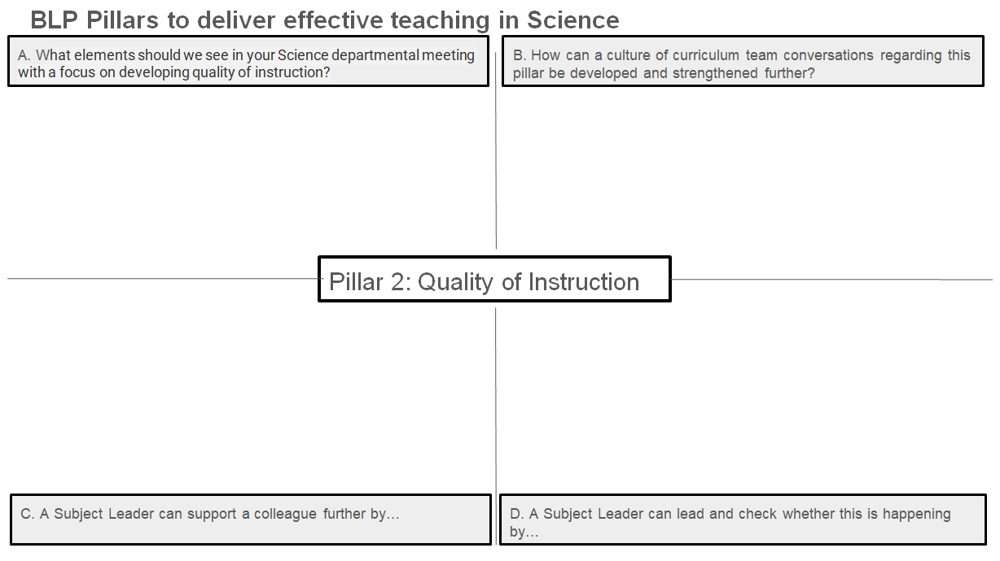 BLP Pillars to deliver effective teaching in Science
A. What elements should we see in your Science departmental meeting
with a focus on developing quality of instruction?
B. How can a culture of curriculum team conversations regarding this
pillar be developed and strengthened further?
Pillar 2: Quality of Instruction
C. A Subject Leader can support a colleague further by…
D. A Subject Leader can lead and check whether this is happening
by…